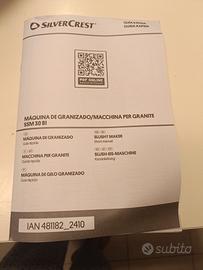 SILVERCREST
GUÍA RÁPIDA
GUIDA RAPIDA
PDF ONLINE
MÁQUINA DE GRANIZADO/MACCHINA PER GRANITE
SSM 30 B1
MÁQUINA DE GRANIZADO
Guía rápida
MACCHINA PER GRANITE
Guida rapida
MÁQUINA DE GELO GRANIZADO
SLUSHY MAKER
Short manual
SLUSH-EIS-MASCHINE
Kurzanleitung
IAN 481182_2410
subito